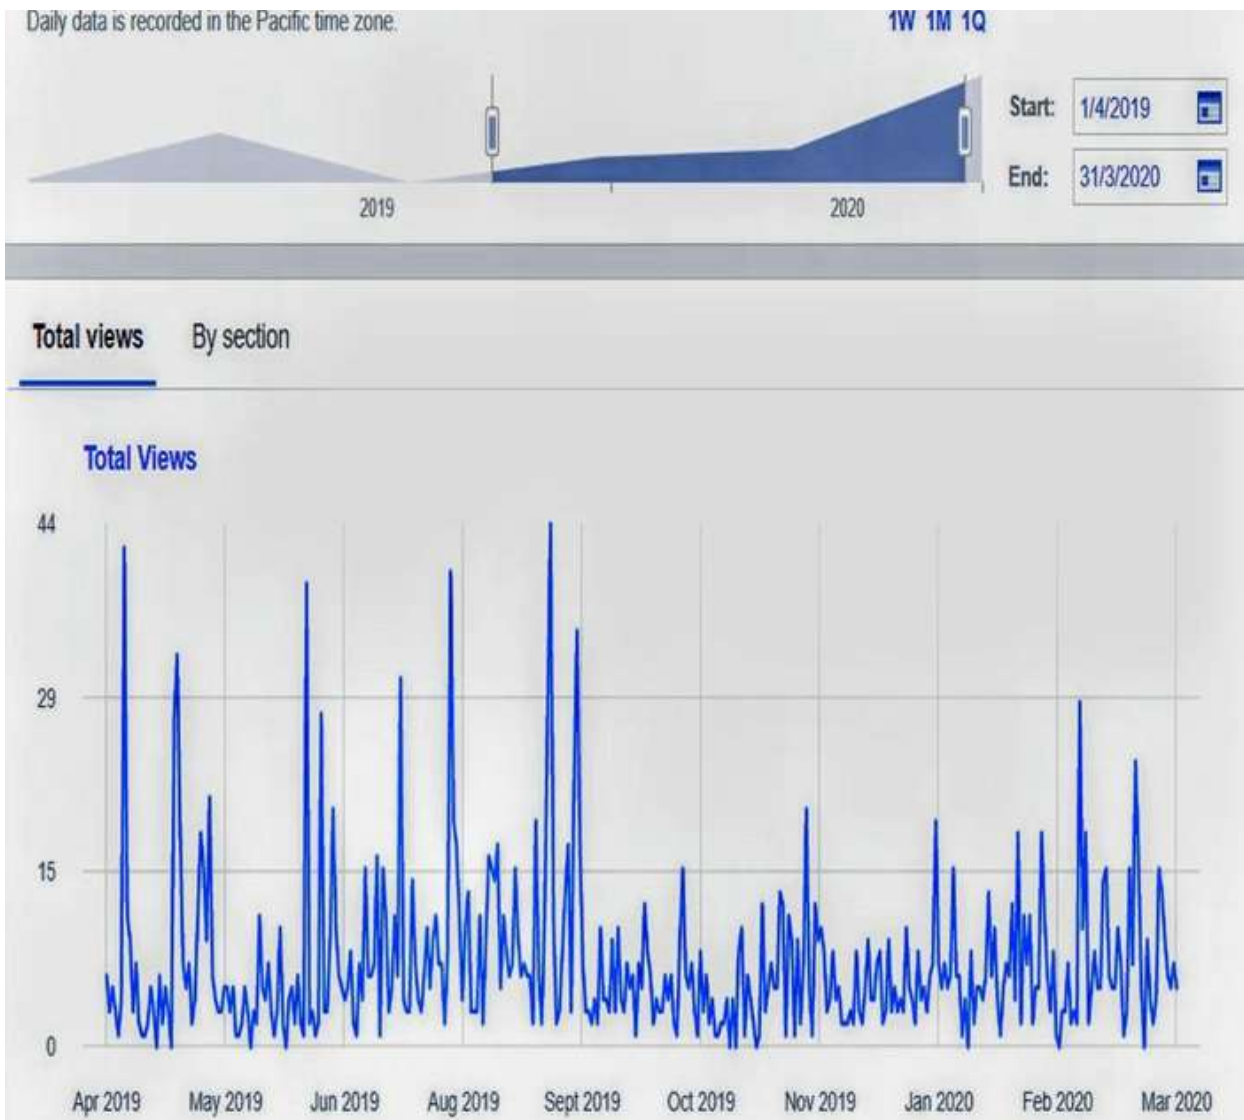 Daily data is recorded in the Pacific time zone.
1W 1M 1Q
Start: 1/4/2019
End: 31/3/2020
2019 2020
Total views By section
Total Views
44
29
15
0
Apr 2019 May 2019 Jun 2019 Aug 2019 Sept 2019 Oct 2019 Nov 2019 Jan 2020 Feb 2020 Mar 2020